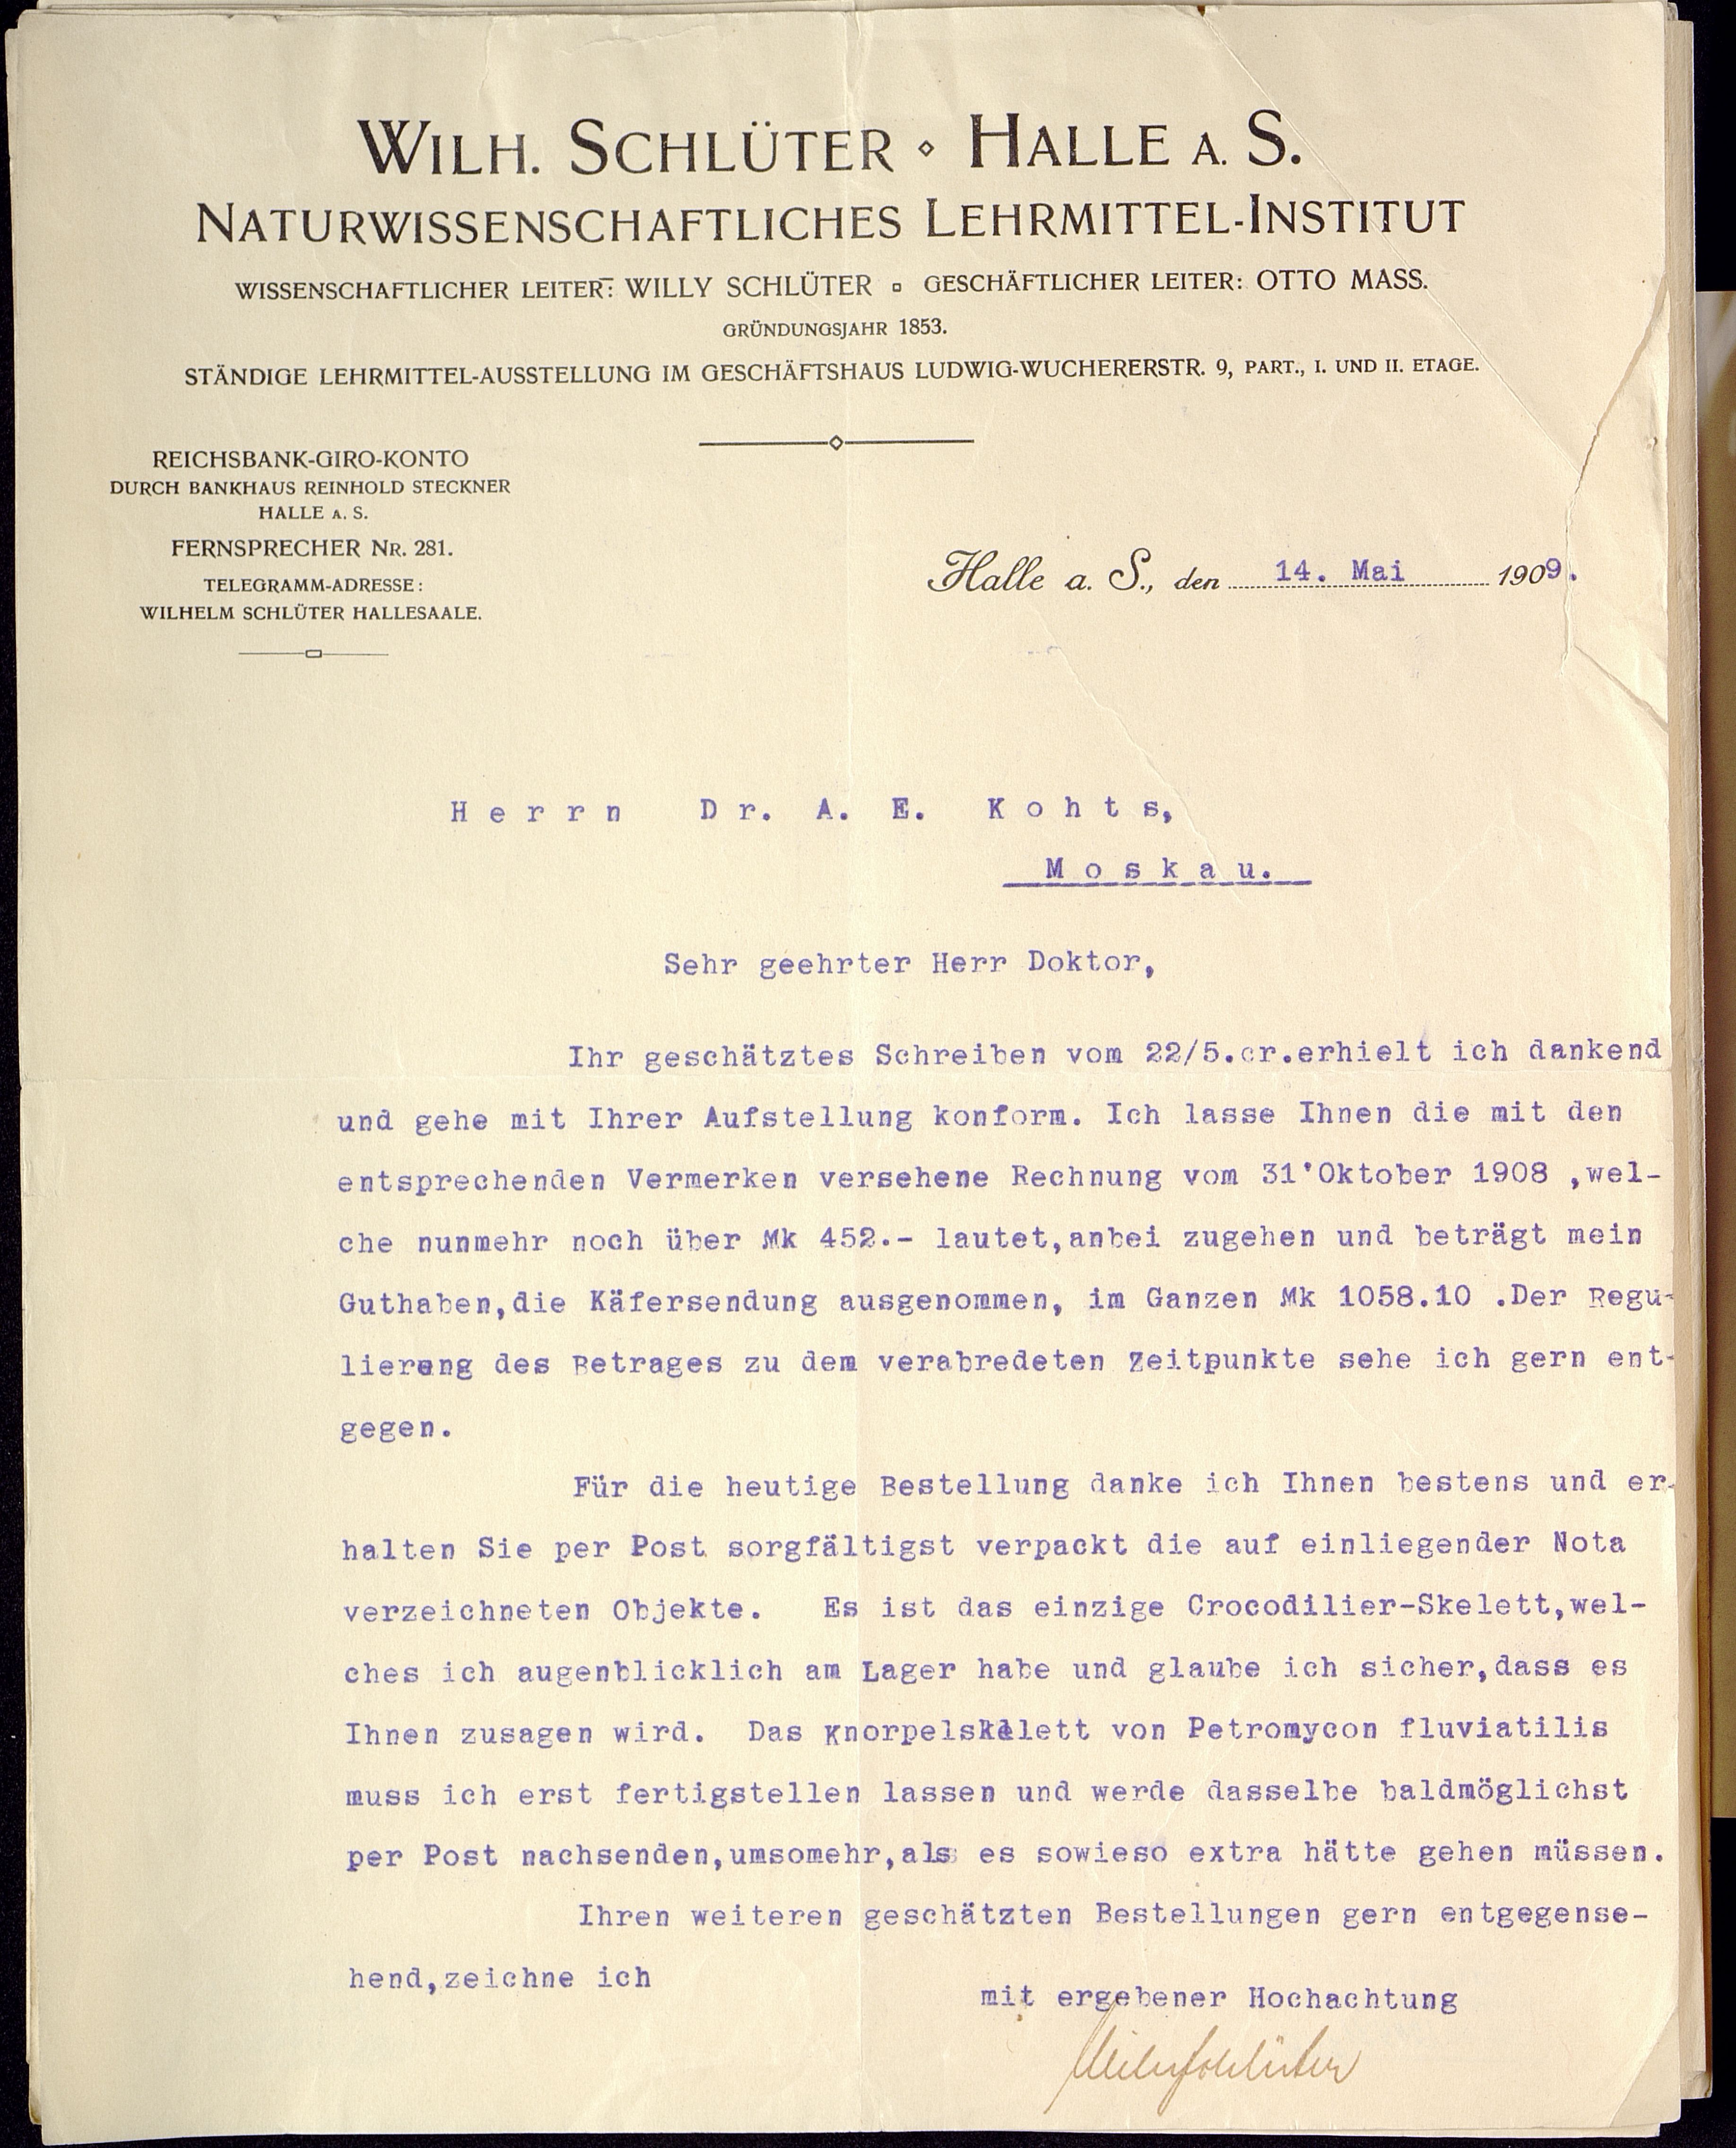 WILH. SCHLÜTER ⋄ HALLE A. S.
NATURWISSENSCHAFTLICHES LEHRMITTEL-INSTITUT
WISSENSCHAFTLICHER LEITER: WILLY SCHLÜTER ▫ GESCHÄFTLICHER LEITER: OTTO MASS.
GRÜNDUNGSJAHR 1853.
STÄNDIGE LEHRMITTEL-AUSSTELLUNG IM GESCHÄFTSHAUS LUDWIG-WUCHERERSTR. 9, PART., I. UND II. ETAGE.
REICHSBANK-GIRO-KONTO
DURCH BANKHAUS REINHOLD STECKNER
HALLE A. S.
FERNSPRECHER NR. 281.
TELEGRAMM-ADRESSE:
WILHELM SCHLÜTER HALLESAALE.
Halle a. S., den 14. Mai 1909.
Herrn Dr. A. E. Kohts,
Moskau.
Sehr geehrter Herr Doktor,
Ihr geschätztes Schreiben vom 22/5.cr.erhielt ich dankend
und gehe mit Ihrer Aufstellung konform. Ich lasse Ihnen die mit den
entsprechenden Vermerken versehene Rechnung vom 31'Oktober 1908 ,wel-
che nunmehr noch über Mk 452.- lautet,anbei zugehen und beträgt mein
Guthaben,die Käfersendung ausgenommen, im Ganzen Mk 1058.10 .Der Regu-
lierung des Betrages zu dem verabredeten Zeitpunkte sehe ich gern ent-
gegen.
Für die heutige Bestellung danke ich Ihnen bestens und er-
halten Sie per Post sorgfältigst verpackt die auf einliegender Nota
verzeichneten Objekte. Es ist das einzige Crocodilier-Skelett,wel-
ches ich augenblicklich am Lager habe und glaube ich sicher,dass es
Ihnen zusagen wird. Das Knorpelskelett von Petromycon fluviatilis
muss ich erst fertigstellen lassen und werde dasselbe baldmöglichst
per Post nachsenden,umsomehr,als es sowieso extra hätte gehen müssen.
Ihren weiteren geschätzten Bestellungen gern entgegense-
hend,zeichne ich
mit ergebener Hochachtung
Wilh Schlüter